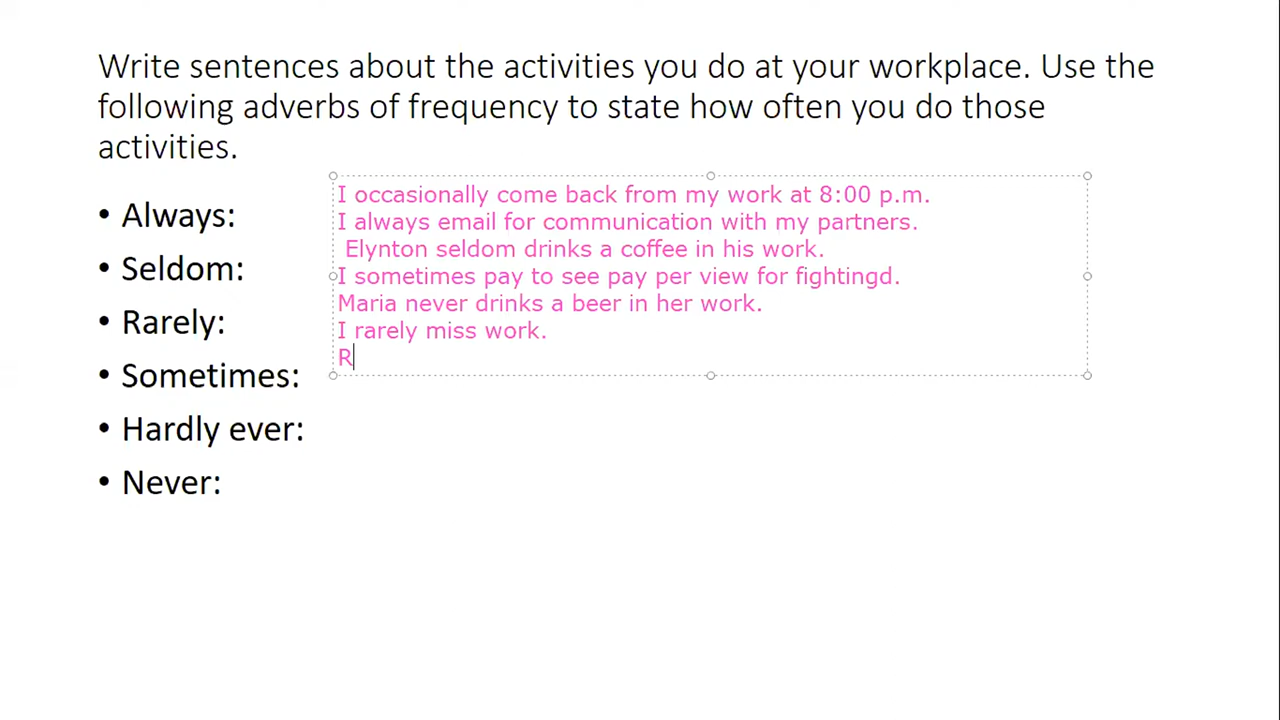 Write sentences about the activities you do at your workplace. Use the
following adverbs of frequency to state how often you do those
activities.
• Always:
• Seldom:
• Rarely:
• Sometimes:
• Hardly ever:
• Never:
I occasionally come back from my work at 8:00 p.m.
I always email for communication with my partners.
Elynton seldom drinks a coffee in his work.
I sometimes pay to see pay per view for fightingd.
Maria never drinks a beer in her work.
I rarely miss work.
R